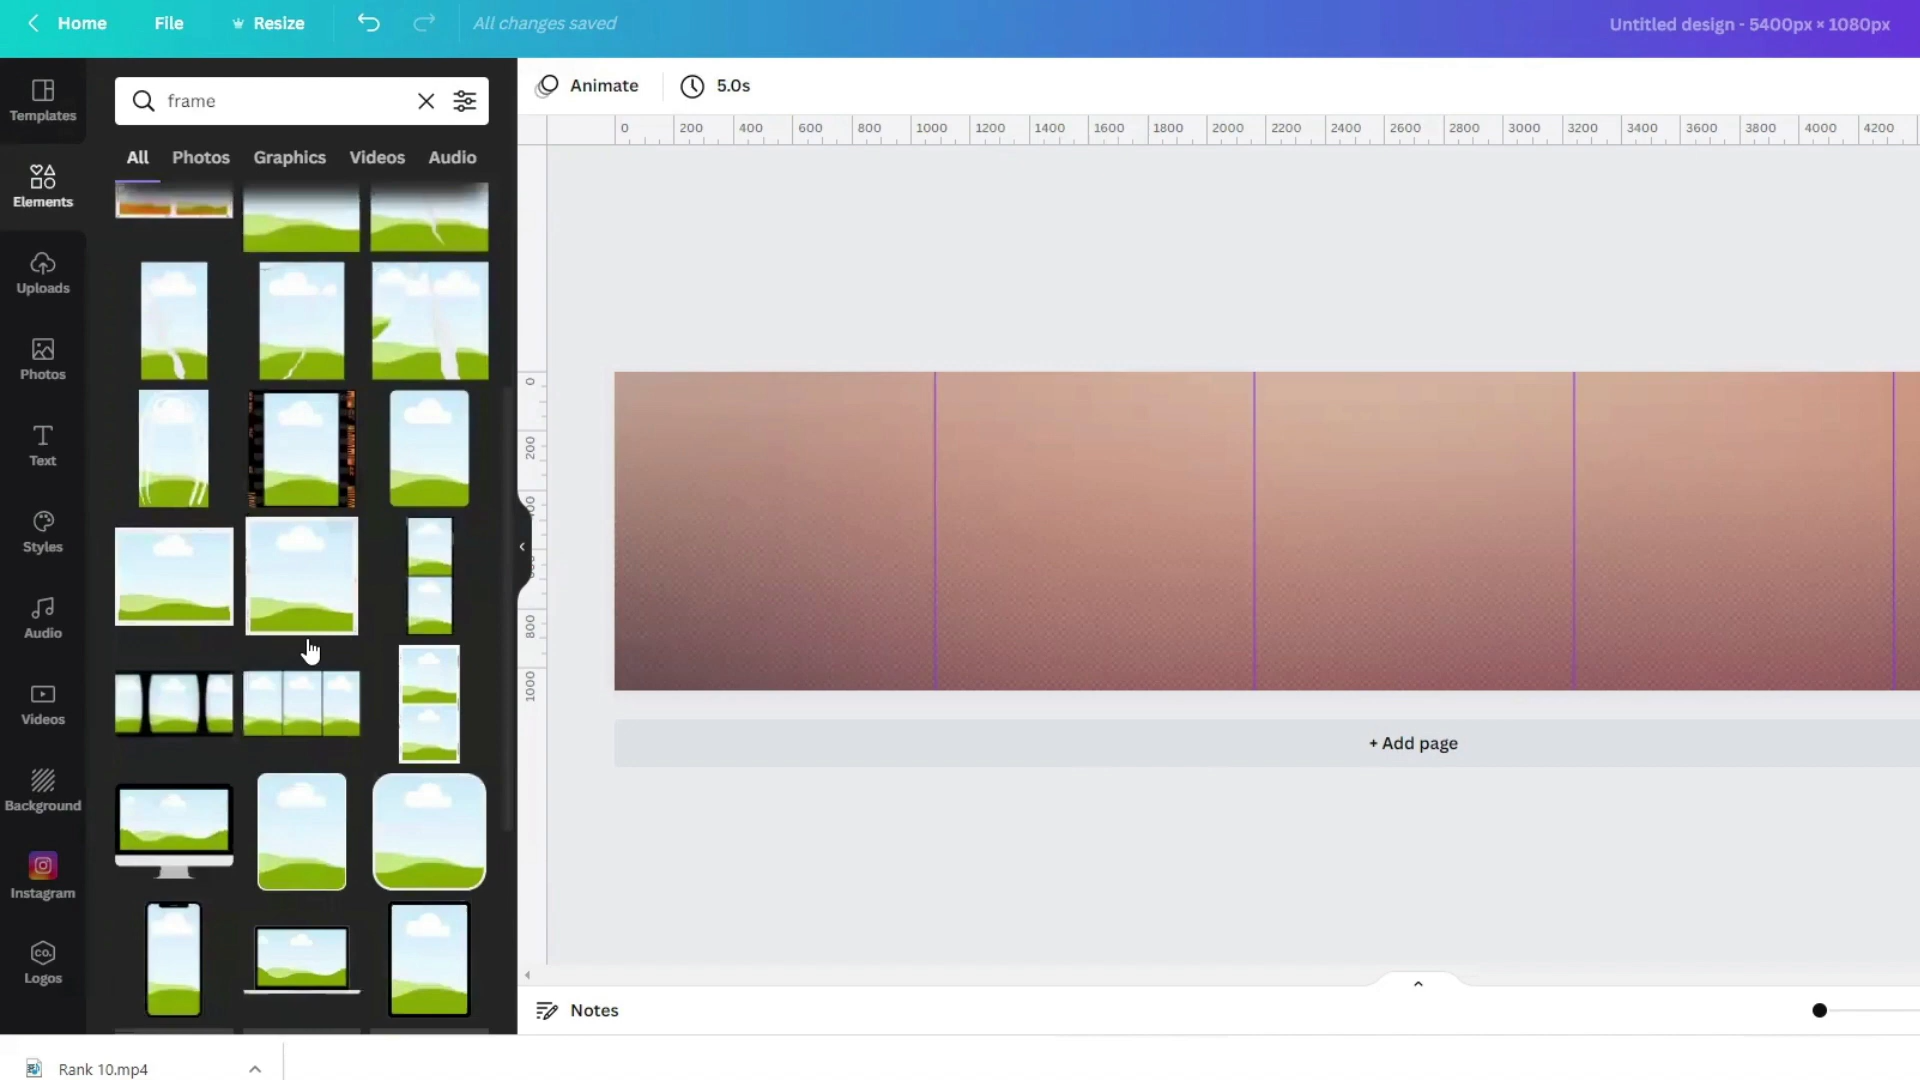 Home File Resize All changes saved Untitled design - 5400px × 1080px
Templates
Elements
Uploads
Photos
Text
Styles
Audio
Videos
Background
Instagram
CO.
Logos
frame
All Photos Graphics Videos Audio
Animate 5.0s
0 200 400 600 800 1000 1200 1400 1600 1800 2000 2200 2400 2600 2800 3000 3200 3400 3600 3800 4000 4200
0
200
800
1000
+ Add page
Notes
Rank 10.mp4